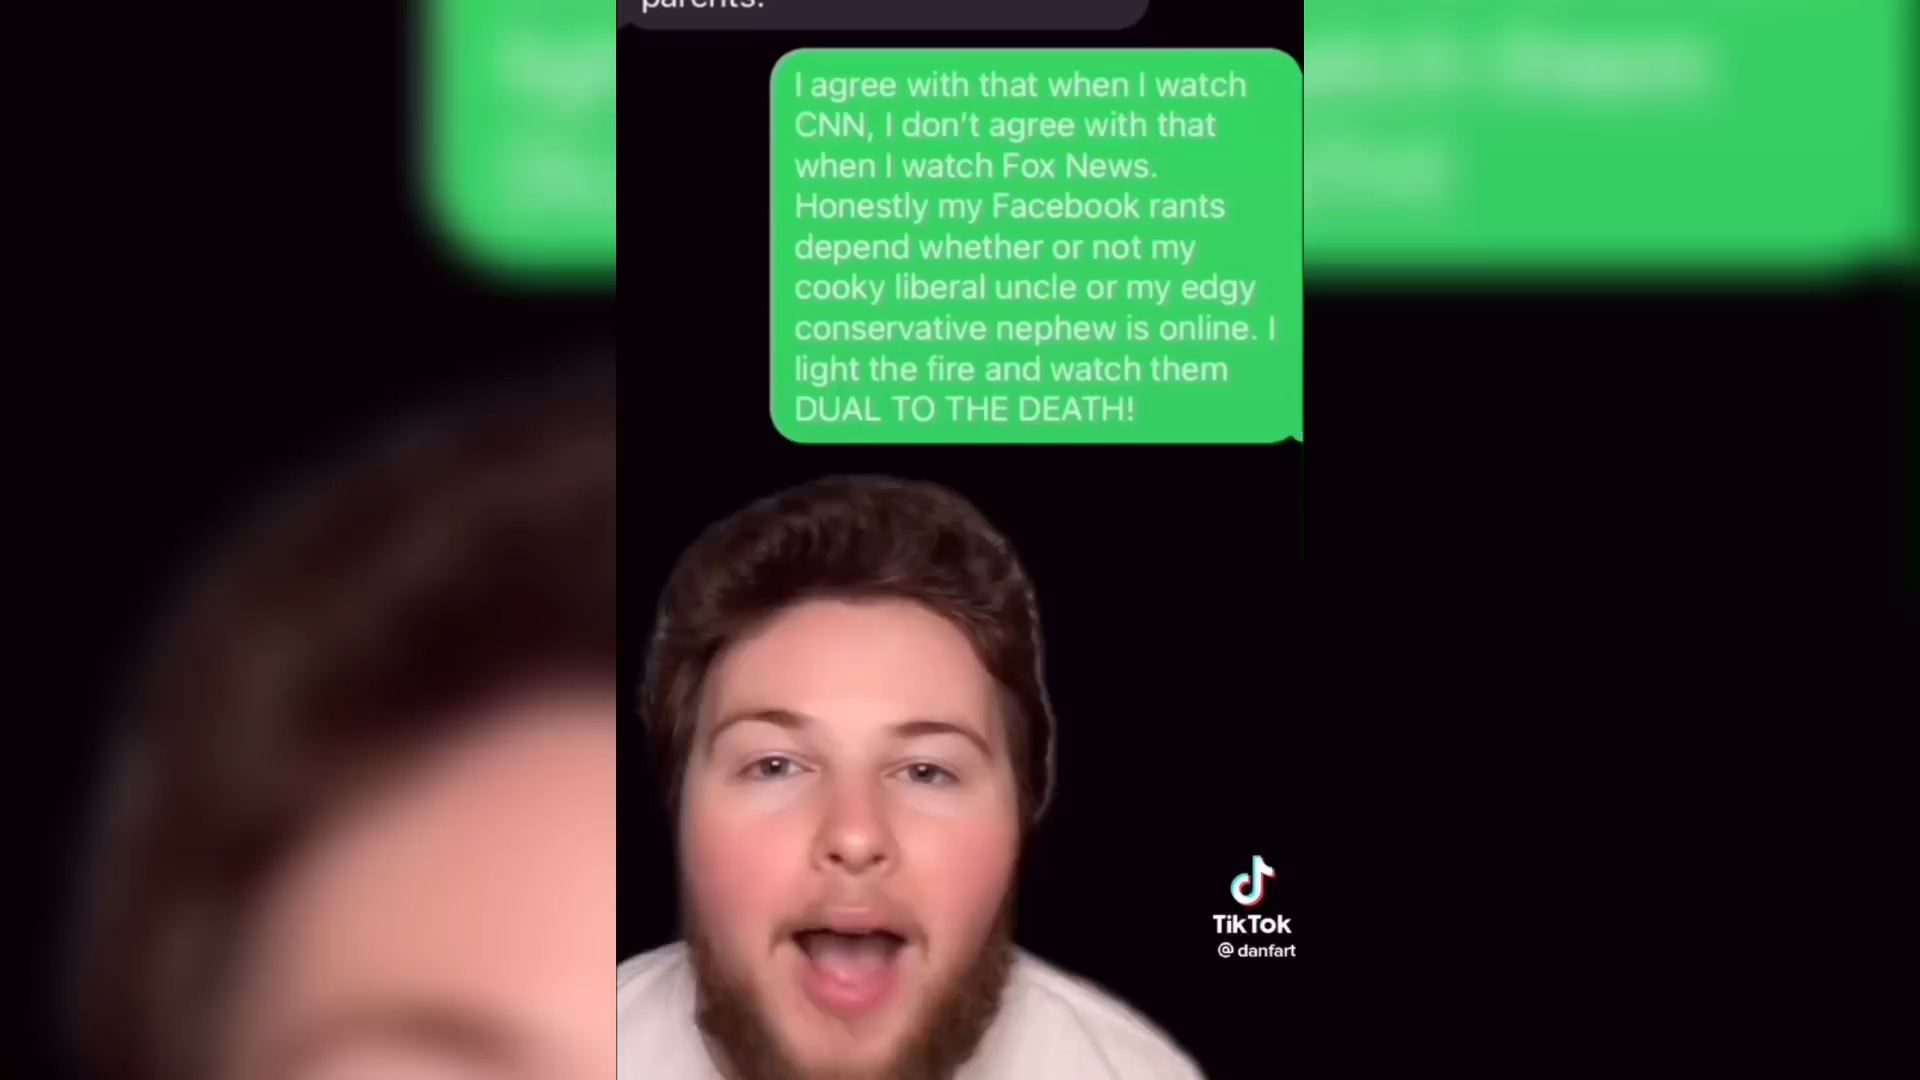 parents.
I agree with that when I watch
CNN, I don't agree with that
when I watch Fox News.
Honestly my Facebook rants
depend whether or not my
cooky liberal uncle or my edgy
conservative nephew is online. I
light the fire and watch them
DUAL TO THE DEATH!
TikTok
@danfart